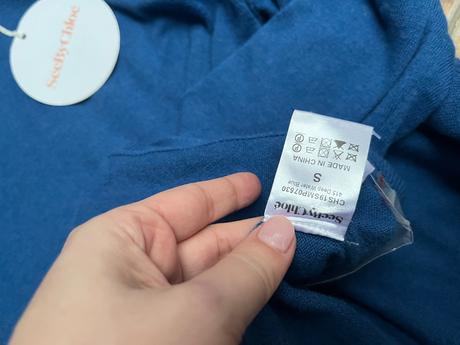 SeeByChloé
SeeByChloé
CHS19SMP07530
415 Deep Water Blue
S
MADE IN CHINA